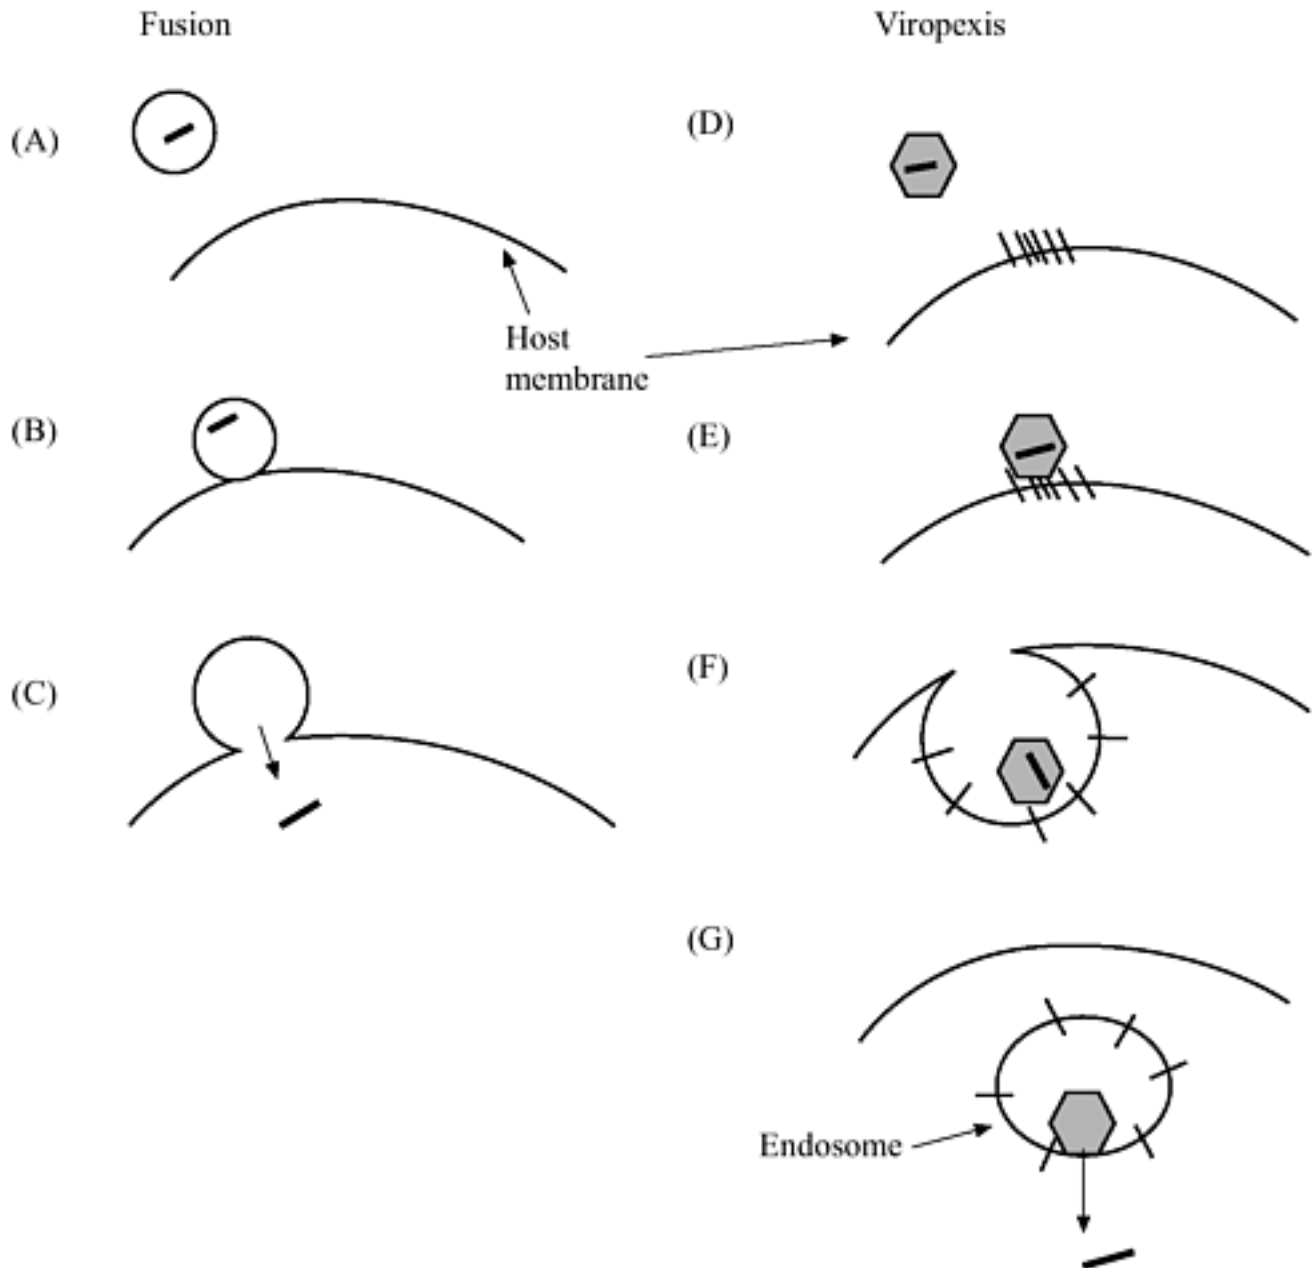 Fusion
Viropexis
(A)
(D)
Host
membrane
(B)
(E)
(C)
(F)
(G)
Endosome